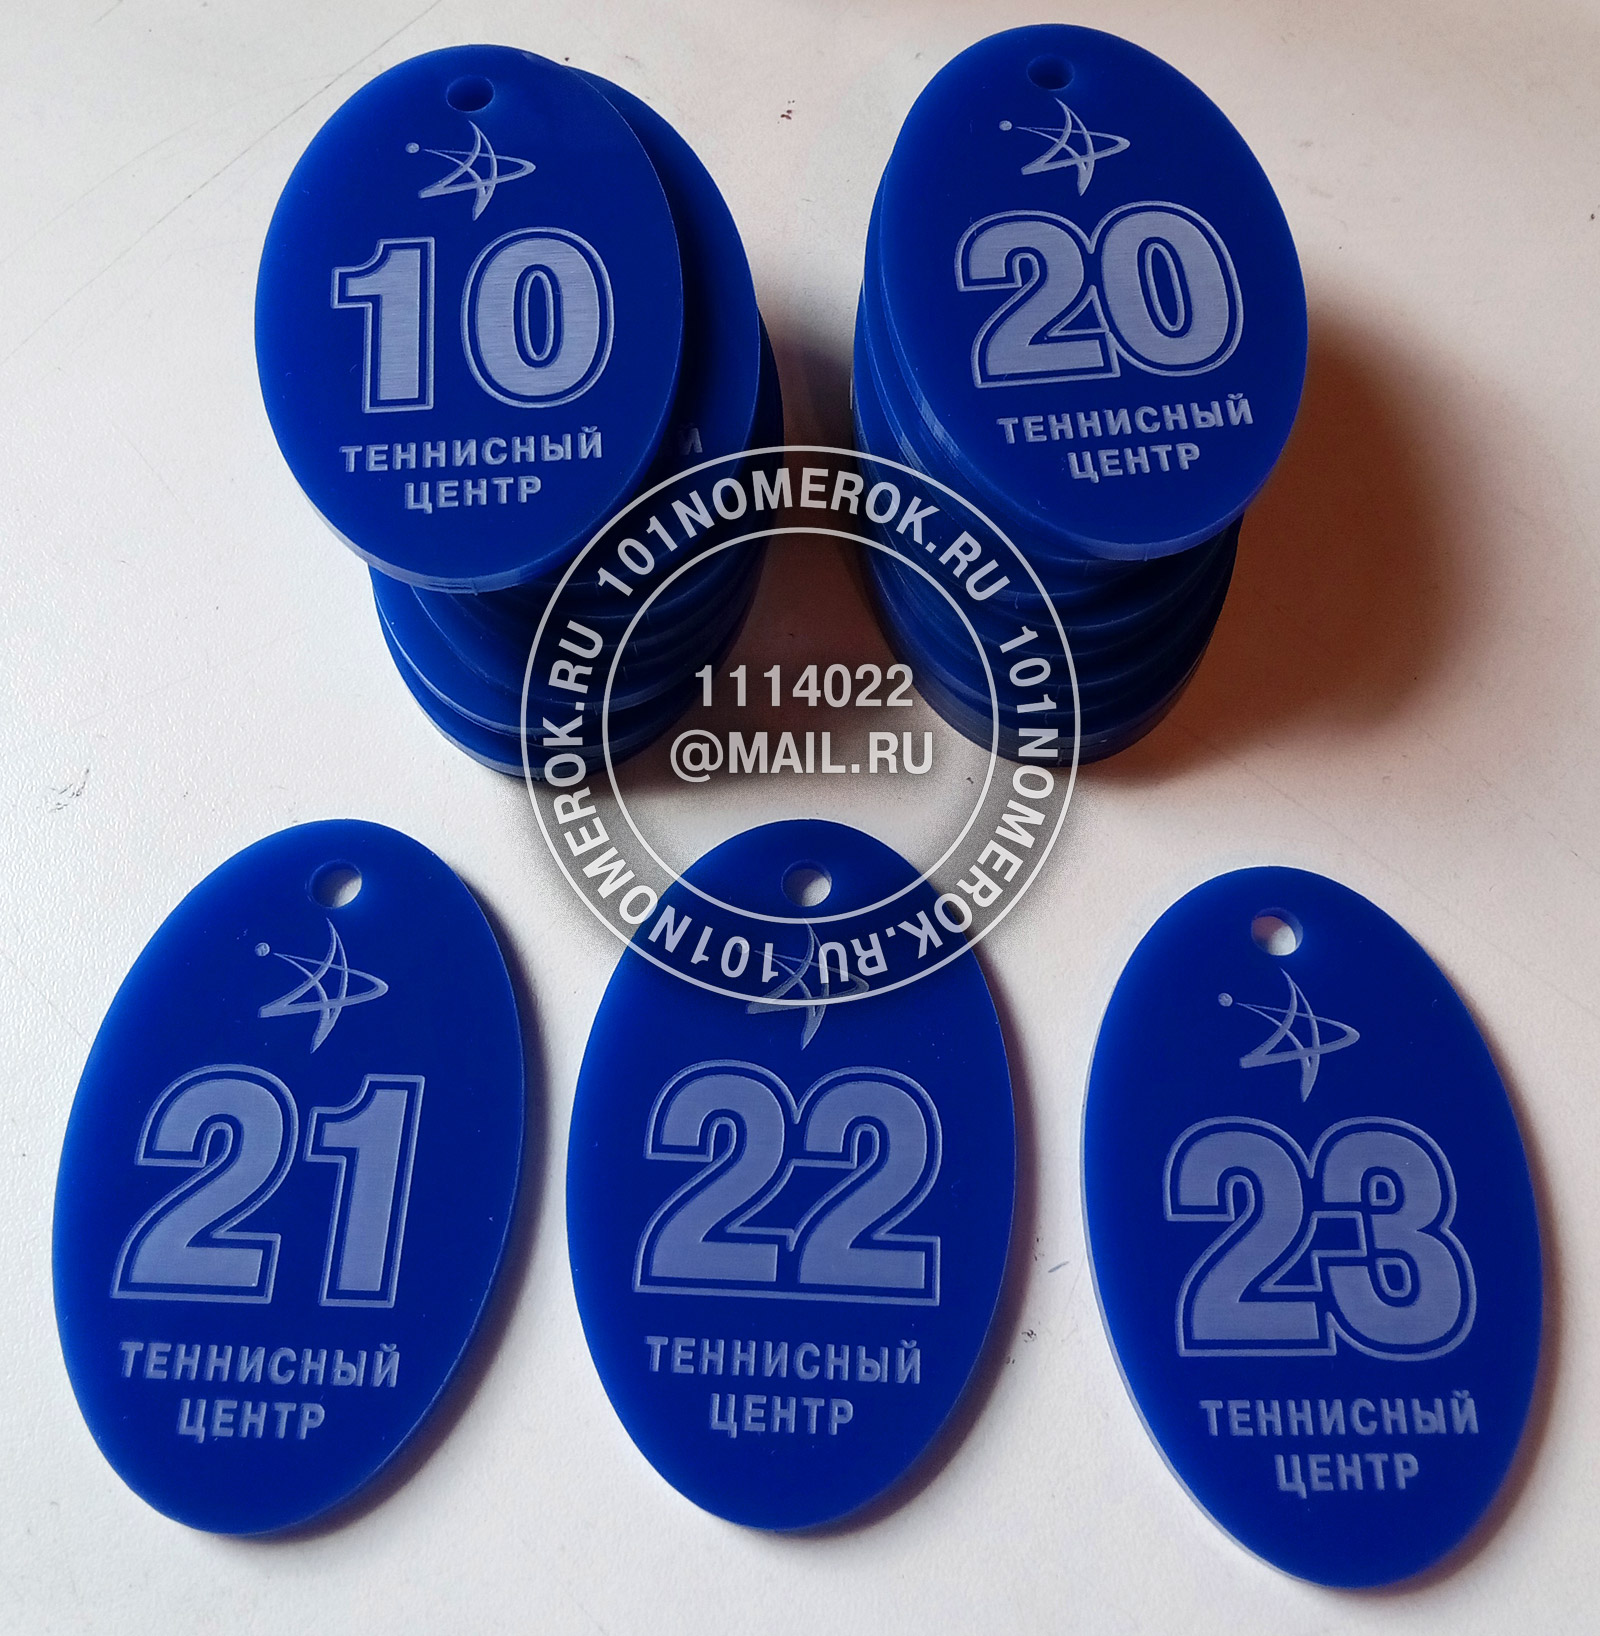 10
ТЕННИСНЫЙ
ЦЕНТР
Й
20
ТЕННИСНЫЙ
ЦЕНТР
101NOMEROK.RU 101NOMEROK.RU 101NOMEROK.RU 101NOMEROK.RU
1114022
@MAIL.RU
21
ТЕННИСНЫЙ
ЦЕНТР
22
ТЕННИСНЫЙ
ЦЕНТР
23
ТЕННИСНЫЙ
ЦЕНТР